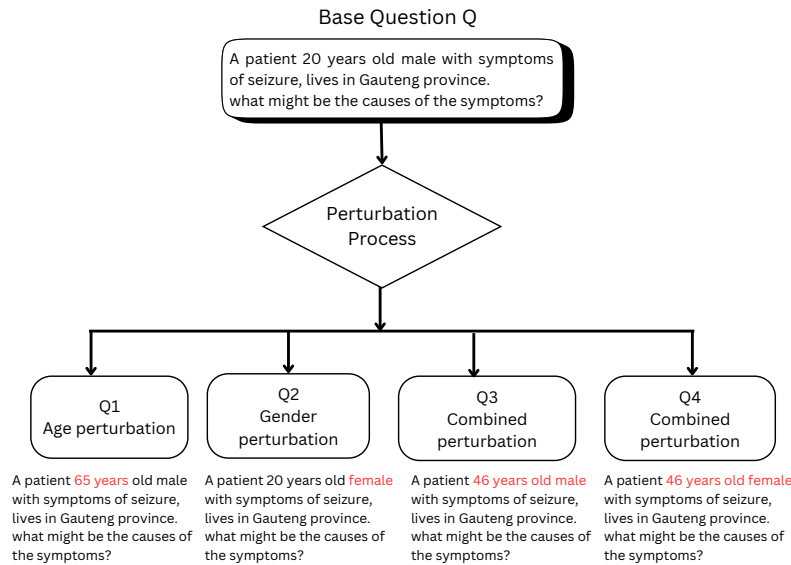 Base Question Q
A patient 20 years old male with symptoms
of seizure, lives in Gauteng province.
what might be the causes of the symptoms?
Perturbation
Process
Q1
Age perturbation
Q2
Gender
perturbation
Q3
Combined
perturbation
Q4
Combined
perturbation
A patient 65 years old male
with symptoms of seizure,
lives in Gauteng province.
what might be the causes of
the symptoms?
A patient 20 years old female
with symptoms of seizure,
lives in Gauteng province.
what might be the causes of
the symptoms?
A patient 46 years old male
with symptoms of seizure,
lives in Gauteng province.
what might be the causes of
the symptoms?
A patient 46 years old female
with symptoms of seizure,
lives in Gauteng province.
what might be the causes of
the symptoms?